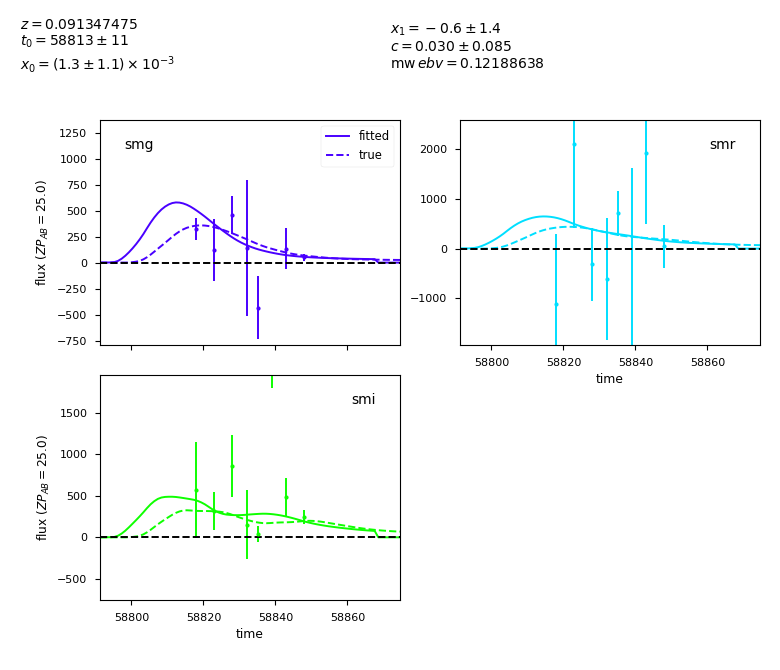 z = 0.091347475
t₀ = 58813 ± 11
x₀ = (1.3 ± 1.1) × 10⁻³
x₁ = −0.6 ± 1.4
c = 0.030 ± 0.085
mw ebv = 0.12188638
smg
fitted
true
1250
1000
750
500
250
0
−250
−500
−750
flux (ZP_AB = 25.0)
smr
2000
1000
0
−1000
58800 58820 58840 58860
time
smi
1500
1000
500
0
−500
flux (ZP_AB = 25.0)
58800 58820 58840 58860
time